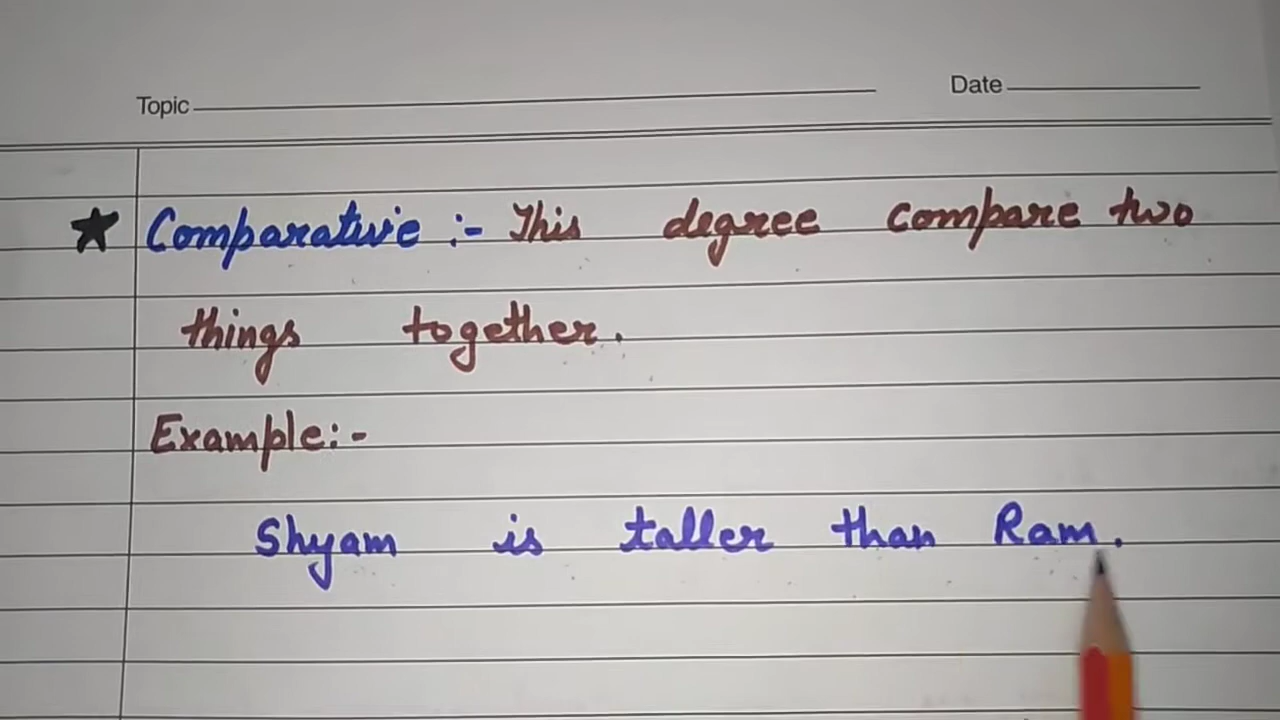 Topic Date
Comparative :- This degree compare two
things together.
Example:-
Shyam is taller than Ram.